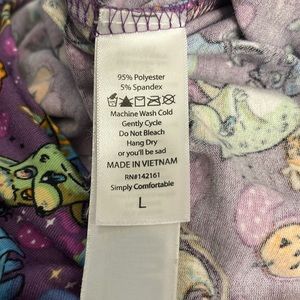 95% Polyester
5% Spandex
Machine Wash Cold
Gently Cycle
Do Not Bleach
Hang Dry
or you'll be sad
MADE IN VIETNAM
RN#142161
Simply Comfortable
L